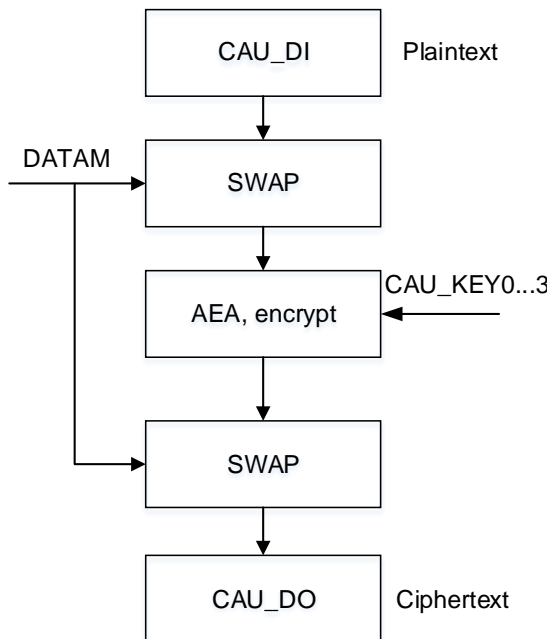 CAU_DI Plaintext
DATAM
SWAP
AEA, encrypt CAU_KEY0...3
SWAP
CAU_DO Ciphertext